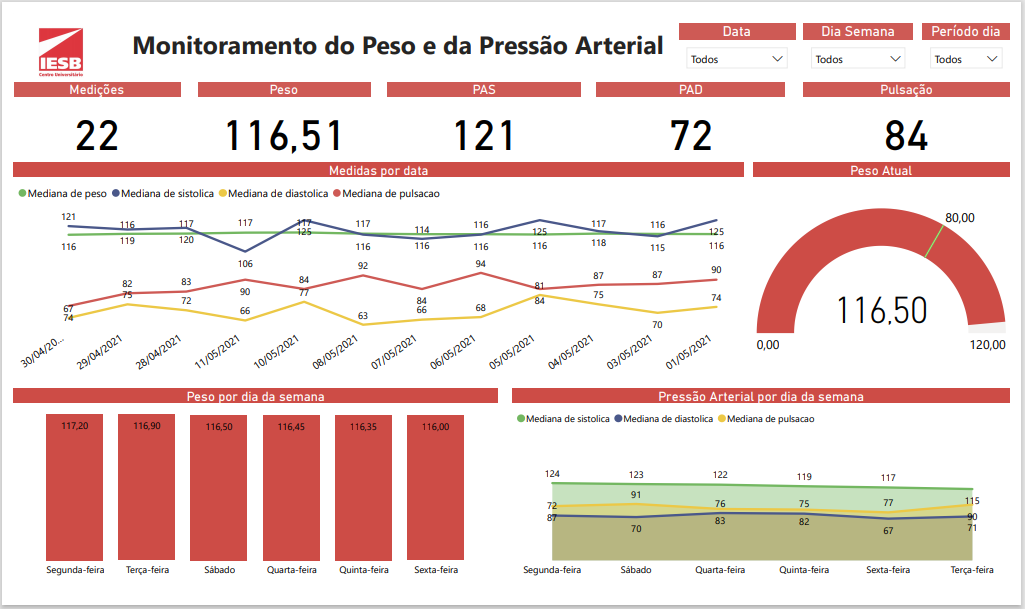 IESB
Centro Universitário
Monitoramento do Peso e da Pressão Arterial
Data
Dia Semana
Período dia
Todos
Todos
Todos
Medições
Peso
PAS
PAD
Pulsação
22
116,51
121
72
84
Medidas por data
Peso Atual
Mediana de peso
Mediana de sistolica
Mediana de diastolica
Mediana de pulsacao
121 116 117 117 117 117 114 116 125 117 116 125
116 119 120 106 125 116 116 116 116 118 115 116
67 82 83 90 84 92 84 94 81 87 87 90
74 75 72 66 77 63 66 68 84 75 70 74
30/04/20...
29/04/2021
28/04/2021
11/05/2021
10/05/2021
08/05/2021
07/05/2021
06/05/2021
05/05/2021
04/05/2021
03/05/2021
01/05/2021
80,00
116,50
0,00
120,00
Peso por dia da semana
117,20
116,90
116,50
116,45
116,35
116,00
Segunda-feira
Terça-feira
Sábado
Quarta-feira
Quinta-feira
Sexta-feira
Pressão Arterial por dia da semana
Mediana de sistolica
Mediana de diastolica
Mediana de pulsacao
124 123 122 119 117 115
72 91 76 75 77 90
87 70 83 82 67 71
Segunda-feira
Sábado
Quarta-feira
Quinta-feira
Sexta-feira
Terça-feira